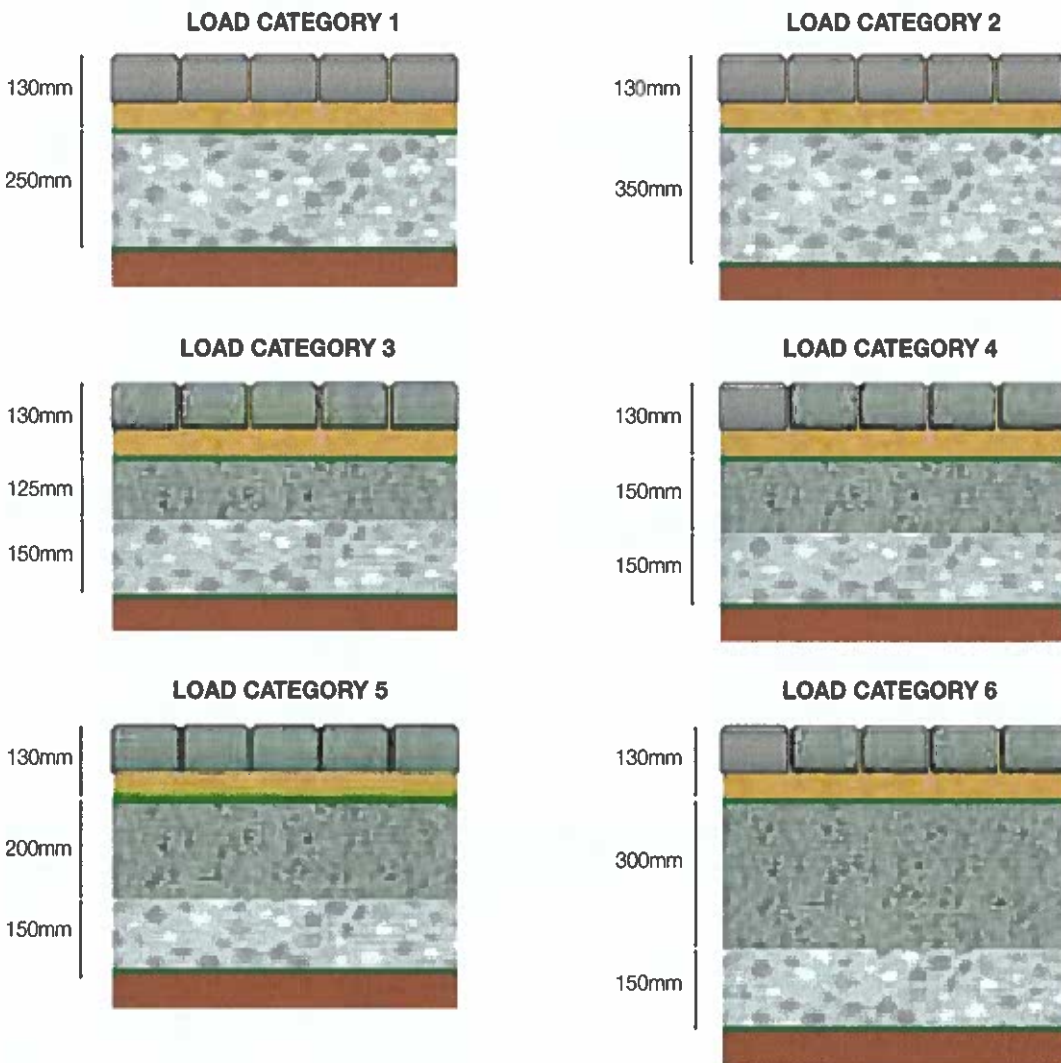 LOAD CATEGORY 1
130mm
250mm
LOAD CATEGORY 2
130mm
350mm
LOAD CATEGORY 3
130mm
125mm
150mm
LOAD CATEGORY 4
130mm
150mm
150mm
LOAD CATEGORY 5
130mm
200mm
150mm
LOAD CATEGORY 6
130mm
300mm
150mm